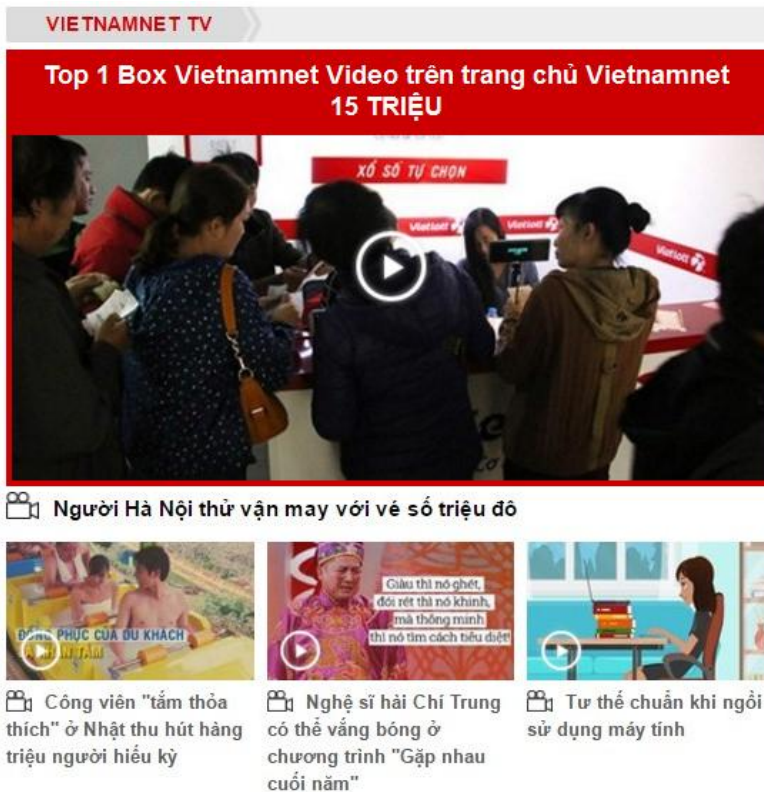 VIETNAMNET TV
Top 1 Box Vietnamnet Video trên trang chủ Vietnamnet
15 TRIỆU
XỔ SỐ TỰ CHỌN
Vietlott
Vietlott
Vietlott
Người Hà Nội thử vận may với vé số triệu đô
ĐỒNG PHỤC CỦA DU KHÁCH
Giàu thì nó ghét,
đói rét thì nó khinh,
mà thông minh
thì nó tìm cách tiêu diệt!
Công viên "tắm thỏa
thích" ở Nhật thu hút hàng
triệu người hiếu kỳ
Nghệ sĩ hài Chí Trung
có thể vắng bóng ở
chương trình "Gặp nhau
cuối năm"
Tư thế chuẩn khi ngồi
sử dụng máy tính